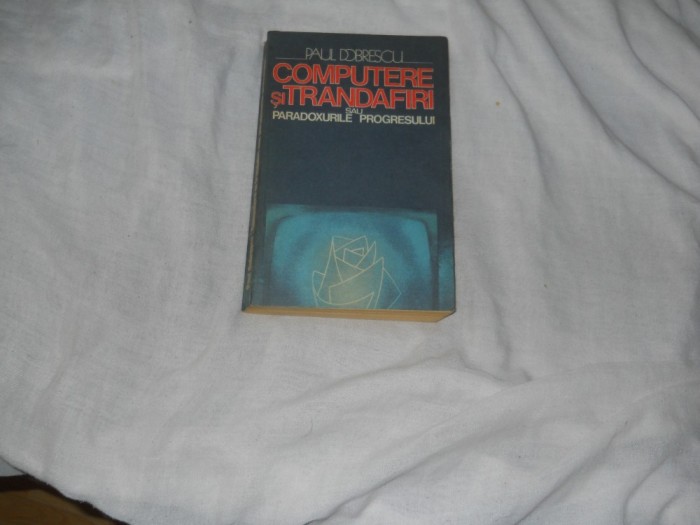 PAUL DOBRESCU
COMPUTERE
ȘI TRANDAFIRI
SAU
PARADOXURILE PROGRESULUI